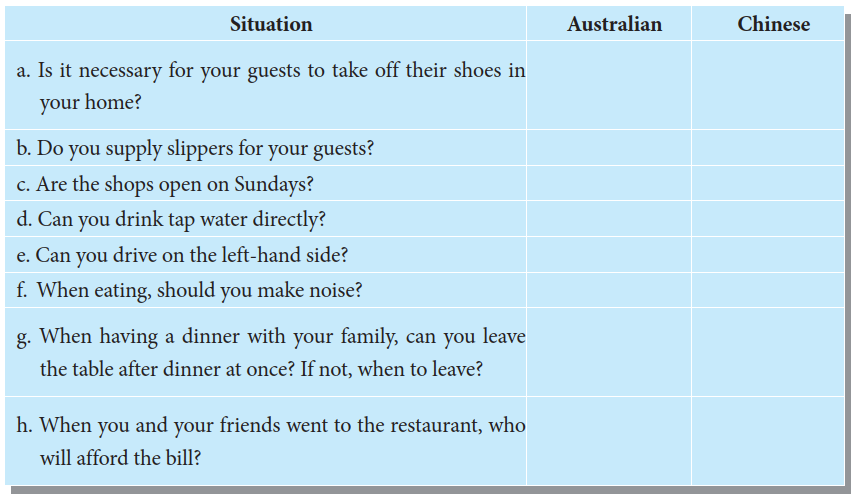 Situation Australian Chinese
a. Is it necessary for your guests to take off their shoes in
your home?
b. Do you supply slippers for your guests?
c. Are the shops open on Sundays?
d. Can you drink tap water directly?
e. Can you drive on the left-hand side?
f. When eating, should you make noise?
g. When having a dinner with your family, can you leave
the table after dinner at once? If not, when to leave?
h. When you and your friends went to the restaurant, who
will afford the bill?